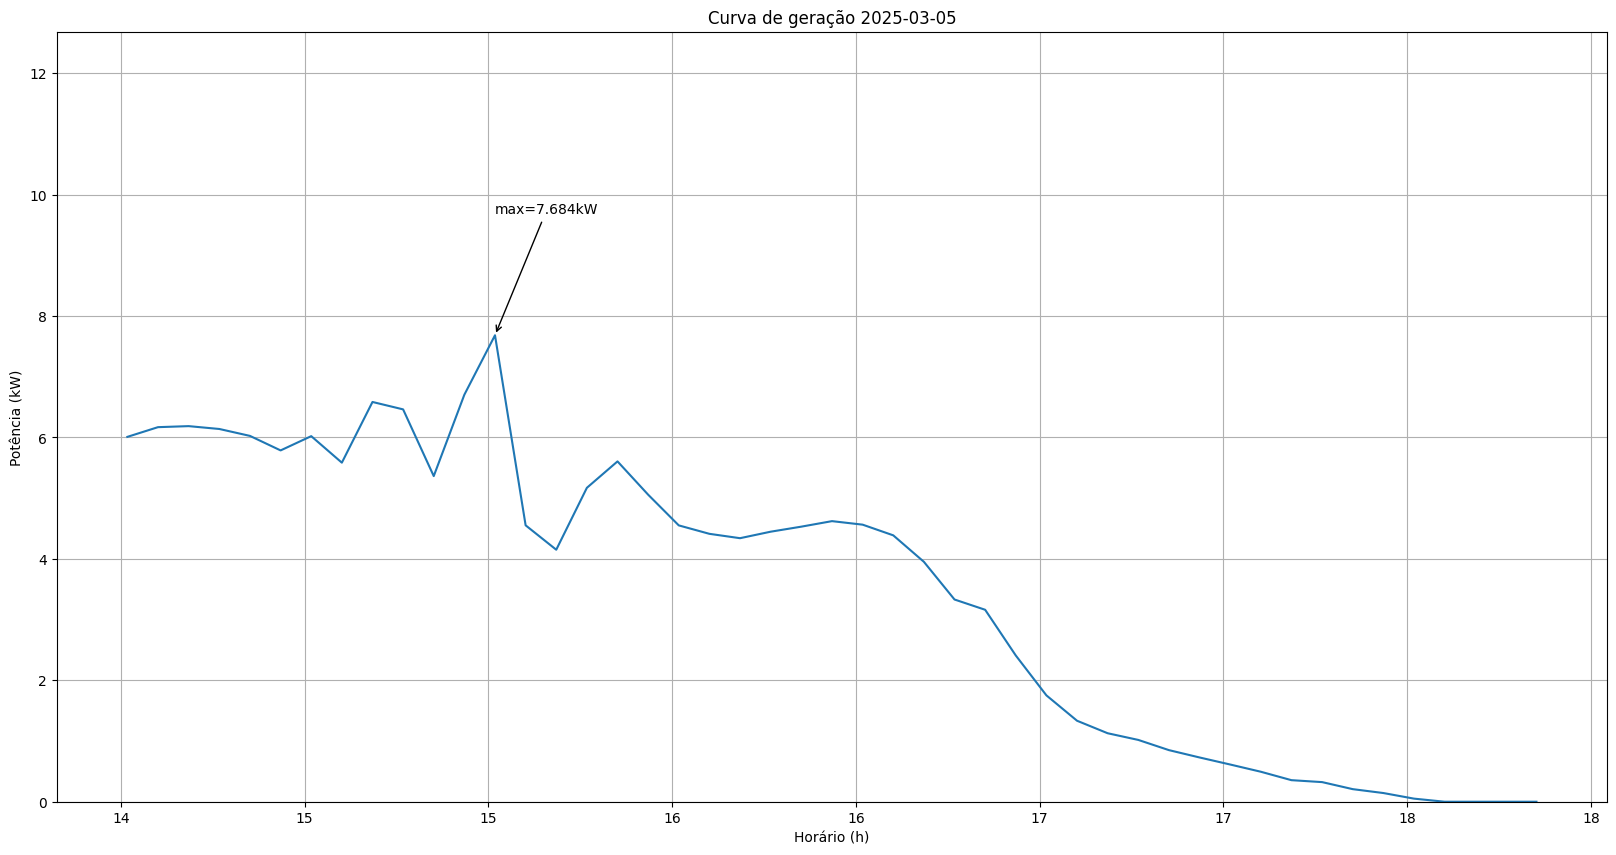 Curva de geração 2025-03-05
12
10
max=7.684kW
8
6
4
2
0
Potência (kW)
14 15 15 16 16 17 17 18 18
Horário (h)